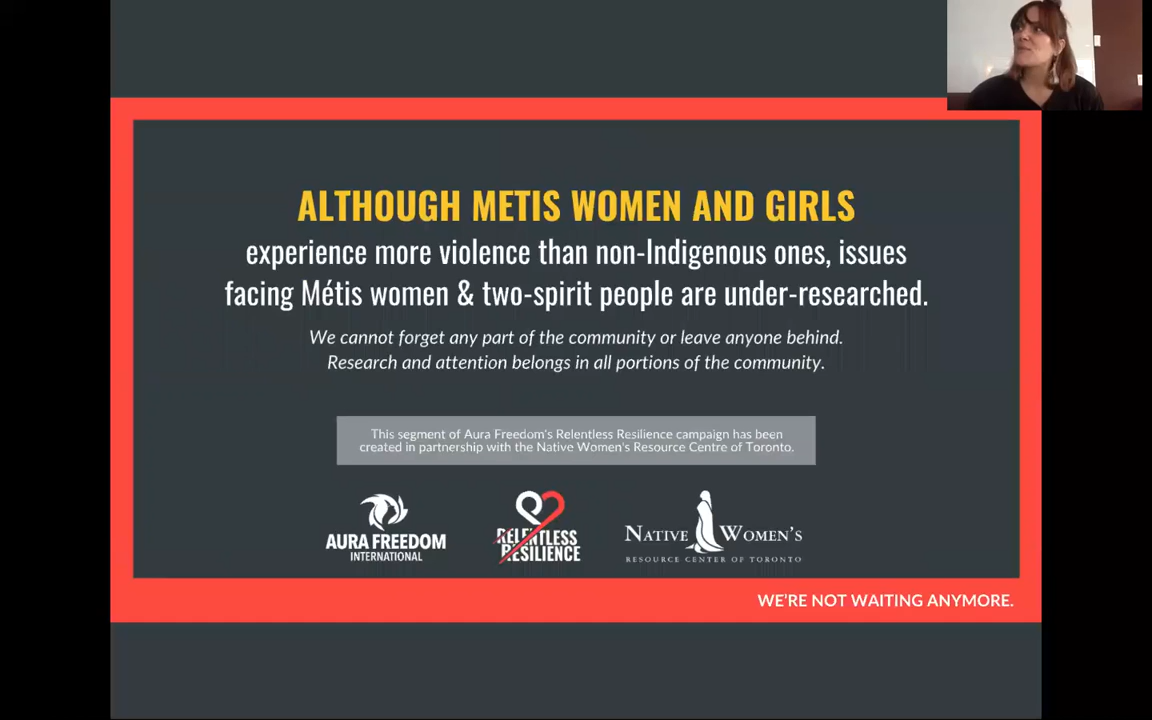 ALTHOUGH METIS WOMEN AND GIRLS
experience more violence than non-Indigenous ones, issues
facing Métis women & two-spirit people are under-researched.
We cannot forget any part of the community or leave anyone behind.
Research and attention belongs in all portions of the community.
This segment of Aura Freedom's Relentless Resilience campaign has been
created in partnership with the Native Women's Resource Centre of Toronto.
AURA FREEDOM
INTERNATIONAL
RELENTLESS
RESILIENCE
NATIVE WOMEN'S
RESOURCE CENTER OF TORONTO
WE'RE NOT WAITING ANYMORE.